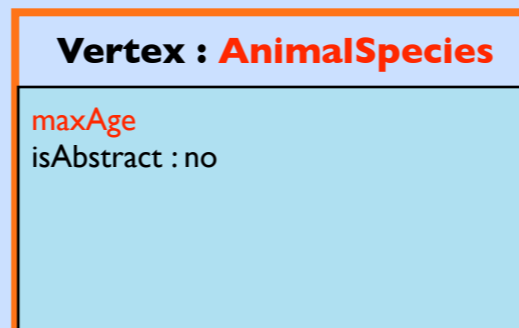 Vertex : AnimalSpecies
maxAge
isAbstract : no